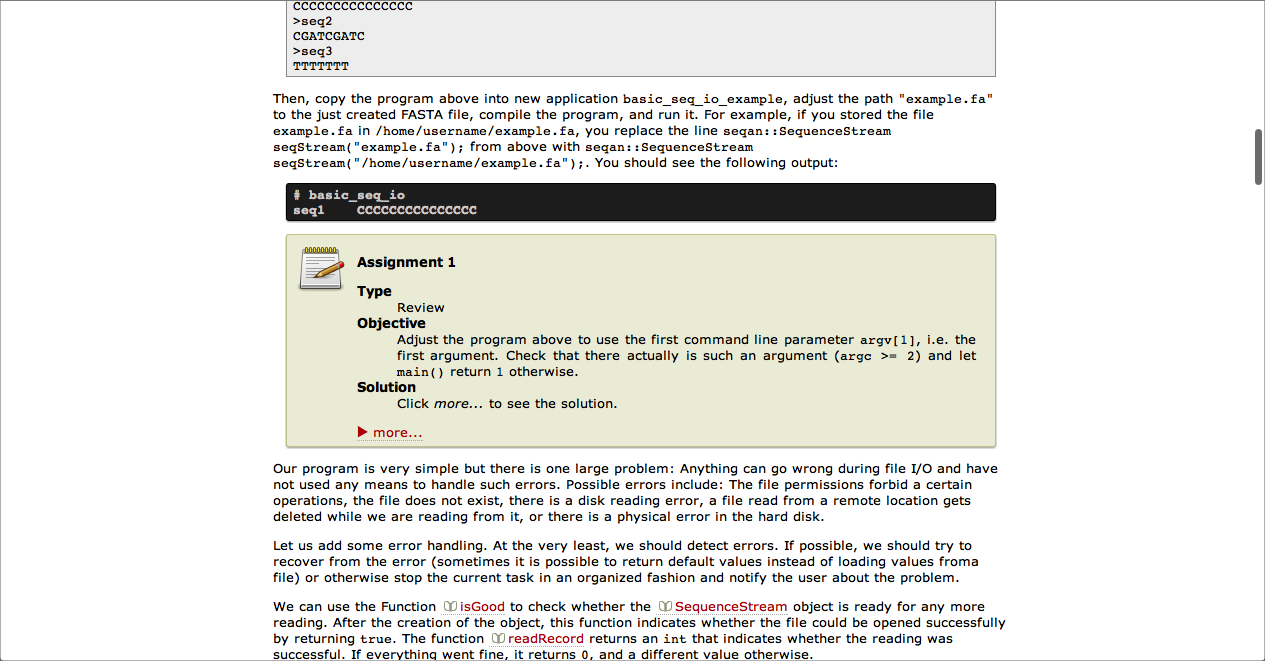 CCCCCCCCCCCCCCC
>seq2
CGATCGATC
>seq3
TTTTTTT
Then, copy the program above into new application basic_seq_io_example, adjust the path "example.fa"
to the just created FASTA file, compile the program, and run it. For example, if you stored the file
example.fa in /home/username/example.fa, you replace the line seqan::SequenceStream
seqStream("example.fa"); from above with seqan::SequenceStream
seqStream("/home/username/example.fa");. You should see the following output:
# basic_seq_io
seq1    CCCCCCCCCCCCCCC
Assignment 1
Type
Review
Objective
Adjust the program above to use the first command line parameter argv[1], i.e. the
first argument. Check that there actually is such an argument (argc >= 2) and let
main() return 1 otherwise.
Solution
Click more... to see the solution.
▶ more...
Our program is very simple but there is one large problem: Anything can go wrong during file I/O and have
not used any means to handle such errors. Possible errors include: The file permissions forbid a certain
operations, the file does not exist, there is a disk reading error, a file read from a remote location gets
deleted while we are reading from it, or there is a physical error in the hard disk.
Let us add some error handling. At the very least, we should detect errors. If possible, we should try to
recover from the error (sometimes it is possible to return default values instead of loading values froma
file) or otherwise stop the current task in an organized fashion and notify the user about the problem.
We can use the Function isGood to check whether the SequenceStream object is ready for any more
reading. After the creation of the object, this function indicates whether the file could be opened successfully
by returning true. The function readRecord returns an int that indicates whether the reading was
successful. If everything went fine, it returns 0, and a different value otherwise.